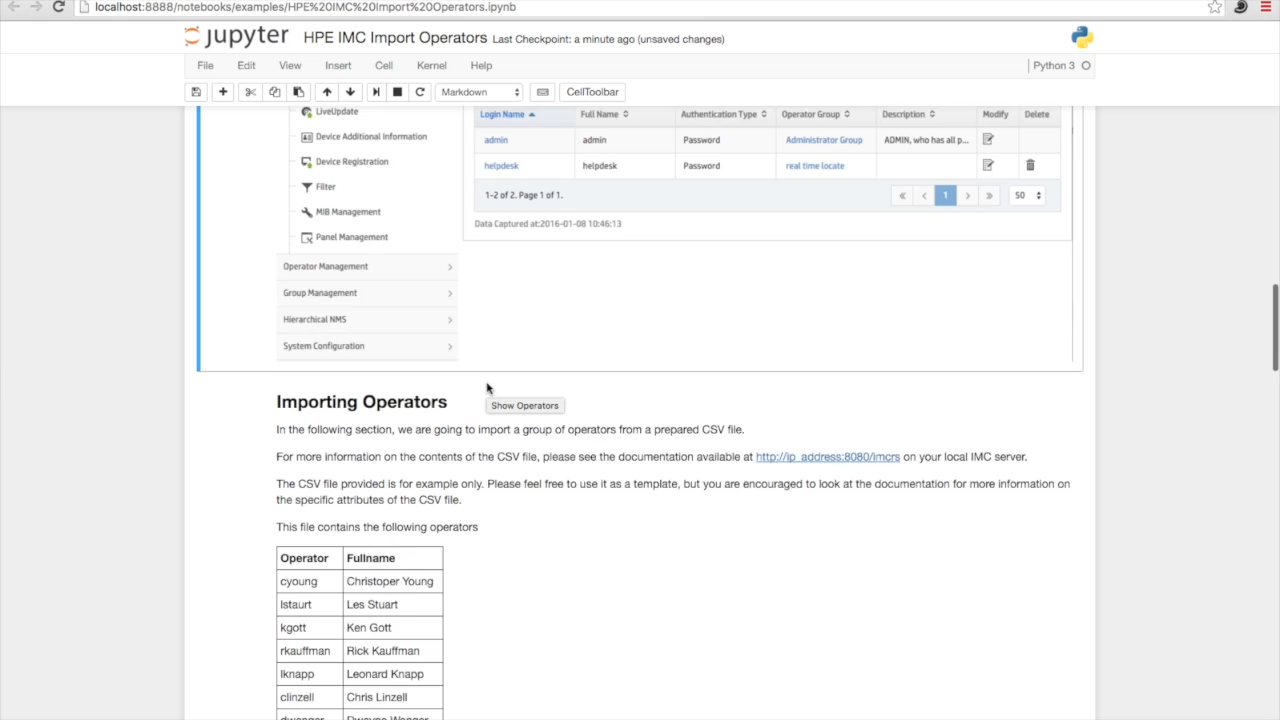 localhost:8888/notebooks/examples/HPE%20IMC%20Import%20Operators.ipynb
jupyter HPE IMC Import Operators Last Checkpoint: a minute ago (unsaved changes)
File Edit View Insert Cell Kernel Help Python 3
Markdown CellToolbar
LiveUpdate
Device Additional Information
Device Registration
Filter
MIB Management
Panel Management
Operator Management
Group Management
Hierarchical NMS
System Configuration
Login Name Full Name Authentication Type Operator Group Description Modify Delete
admin admin Password Administrator Group ADMIN, who has all p...
helpdesk helpdesk Password real time locate
1-2 of 2. Page 1 of 1. « ‹ 1 › » 50
Data Captured at:2016-01-08 10:46:13
Importing Operators
Show Operators
In the following section, we are going to import a group of operators from a prepared CSV file.
For more information on the contents of the CSV file, please see the documentation available at http://ip_address:8080/imcrs on your local IMC server.
The CSV file provided is for example only. Please feel free to use it as a template, but you are encouraged to look at the documentation for more information on
the specific attributes of the CSV file.
This file contains the following operators
Operator Fullname
cyoung Christoper Young
lstaurt Les Stuart
kgott Ken Gott
rkauffman Rick Kauffman
lknapp Leonard Knapp
clinzell Chris Linzell